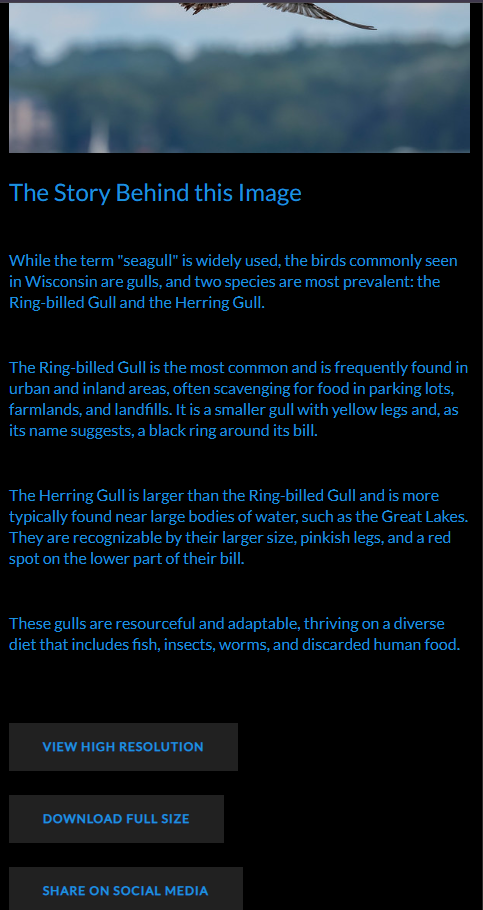 The Story Behind this Image
While the term "seagull" is widely used, the birds commonly seen
in Wisconsin are gulls, and two species are most prevalent: the
Ring-billed Gull and the Herring Gull.
The Ring-billed Gull is the most common and is frequently found in
urban and inland areas, often scavenging for food in parking lots,
farmlands, and landfills. It is a smaller gull with yellow legs and, as
its name suggests, a black ring around its bill.
The Herring Gull is larger than the Ring-billed Gull and is more
typically found near large bodies of water, such as the Great Lakes.
They are recognizable by their larger size, pinkish legs, and a red
spot on the lower part of their bill.
These gulls are resourceful and adaptable, thriving on a diverse
diet that includes fish, insects, worms, and discarded human food.
VIEW HIGH RESOLUTION
DOWNLOAD FULL SIZE
SHARE ON SOCIAL MEDIA